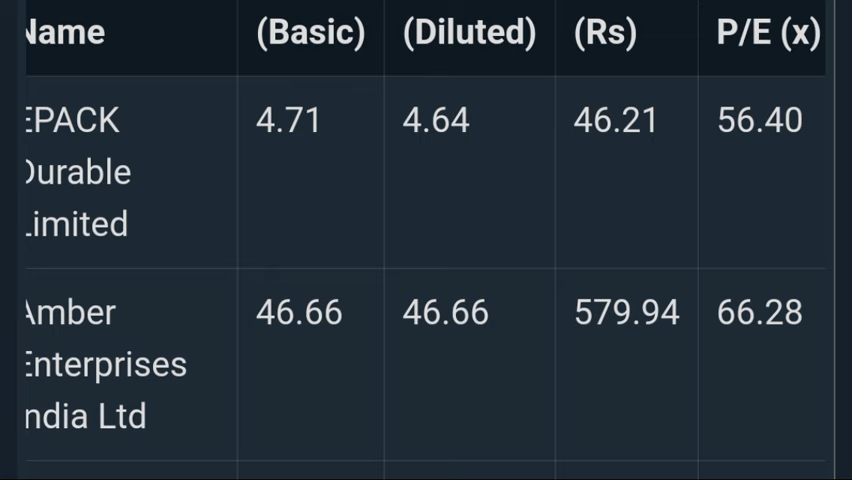 Name (Basic) (Diluted) (Rs) P/E (x)
EPACK 4.71 4.64 46.21 56.40
Durable
Limited
Amber 46.66 46.66 579.94 66.28
Enterprises
India Ltd